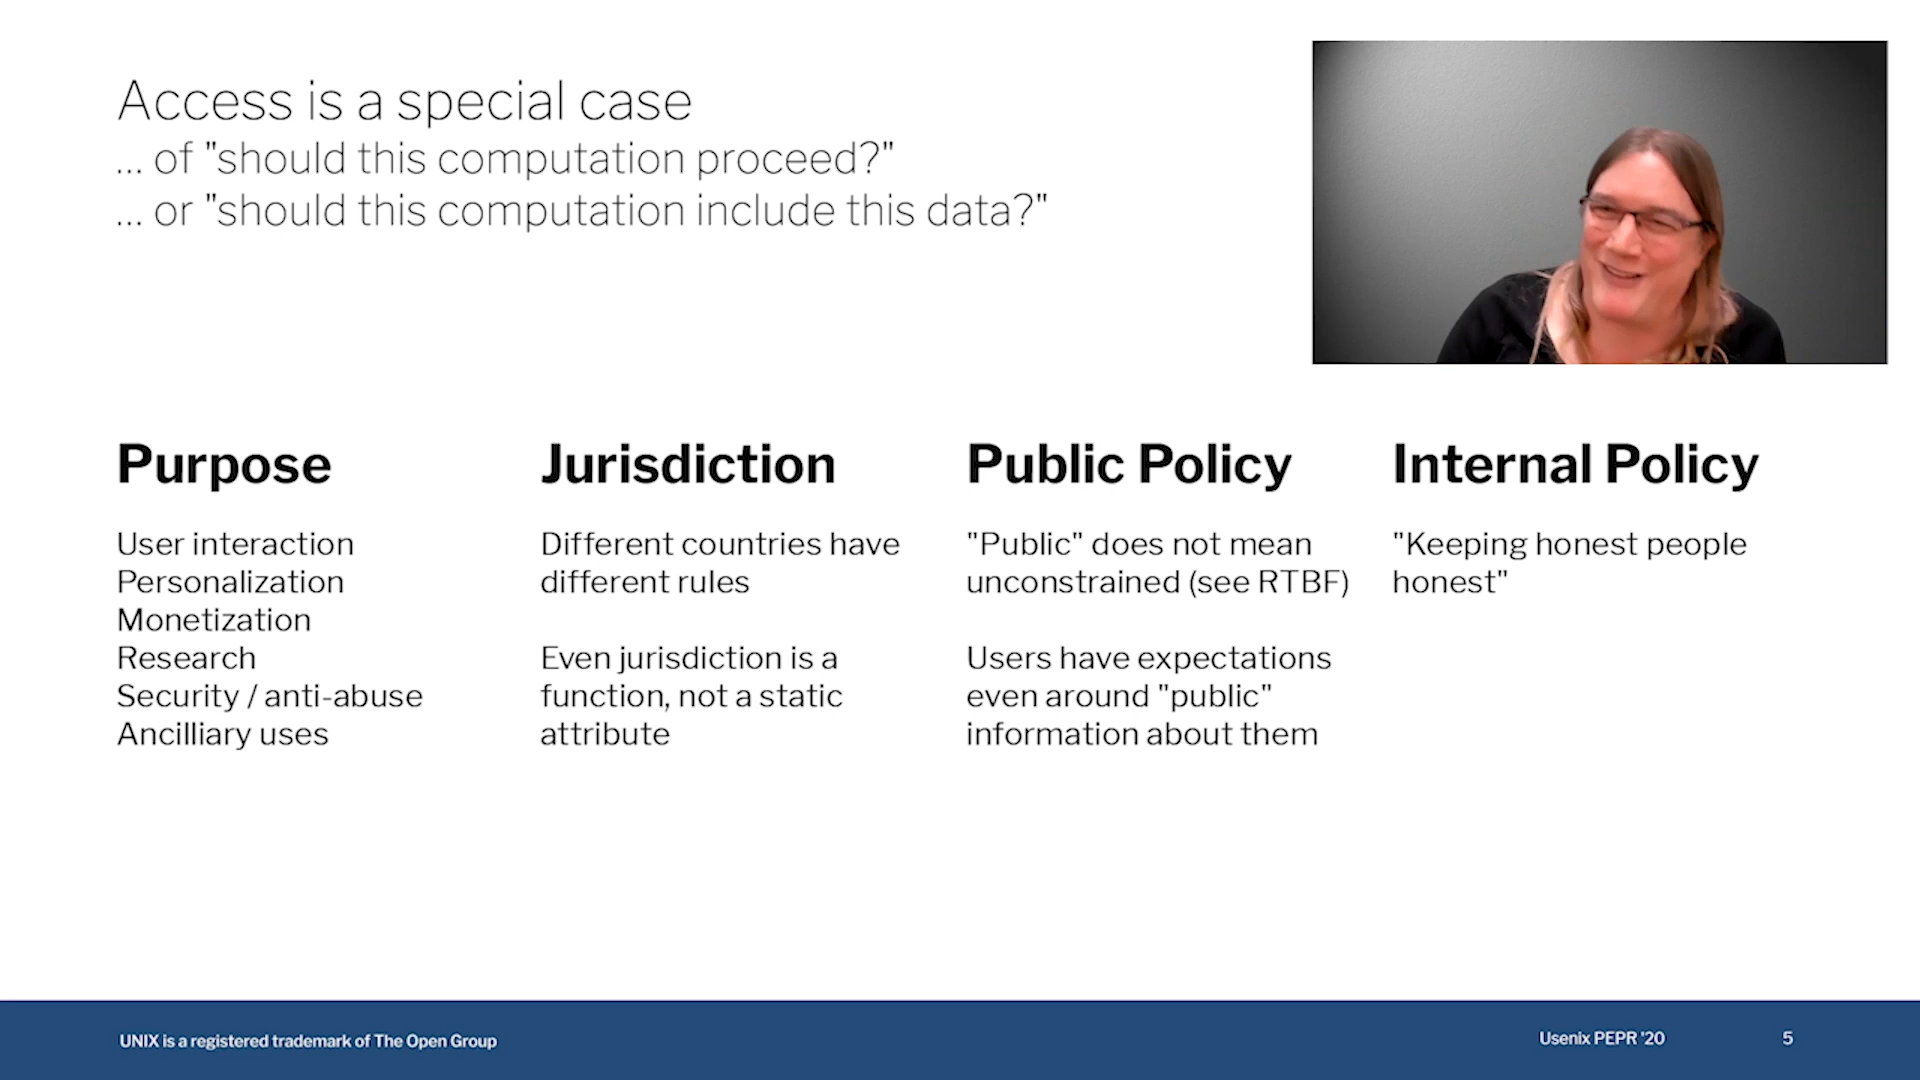 Access is a special case
... of "should this computation proceed?"
... or "should this computation include this data?"
Purpose
User interaction
Personalization
Monetization
Research
Security / anti-abuse
Ancilliary uses
Jurisdiction
Different countries have
different rules
Even jurisdiction is a
function, not a static
attribute
Public Policy
"Public" does not mean
unconstrained (see RTBF)
Users have expectations
even around "public"
information about them
Internal Policy
"Keeping honest people
honest"
UNIX is a registered trademark of The Open Group
Usenix PEPR '20
5